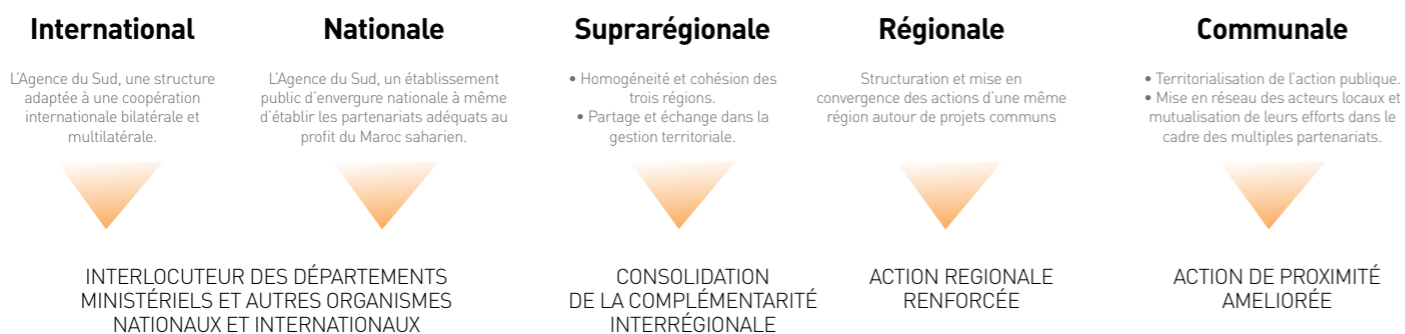 International
L'Agence du Sud, une structure
adaptée à une coopération
internationale bilatérale et
multilatérale.
Nationale
L'Agence du Sud, un établissement
public d'envergure nationale à même
d'établir les partenariats adéquats au
profit du Maroc saharien.
Suprarégionale
• Homogénéité et cohésion des
trois régions.
• Partage et échange dans la
gestion territoriale.
Régionale
Structuration et mise en
convergence des actions d'une même
région autour de projets communs
Communale
• Territorialisation de l'action publique.
• Mise en réseau des acteurs locaux et
mutualisation de leurs efforts dans le
cadre des multiples partenariats.
INTERLOCUTEUR DES DÉPARTEMENTS
MINISTÉRIELS ET AUTRES ORGANISMES
NATIONAUX ET INTERNATIONAUX
CONSOLIDATION
DE LA COMPLÉMENTARITÉ
INTERRÉGIONALE
ACTION REGIONALE
RENFORCÉE
ACTION DE PROXIMITÉ
AMELIORÉE